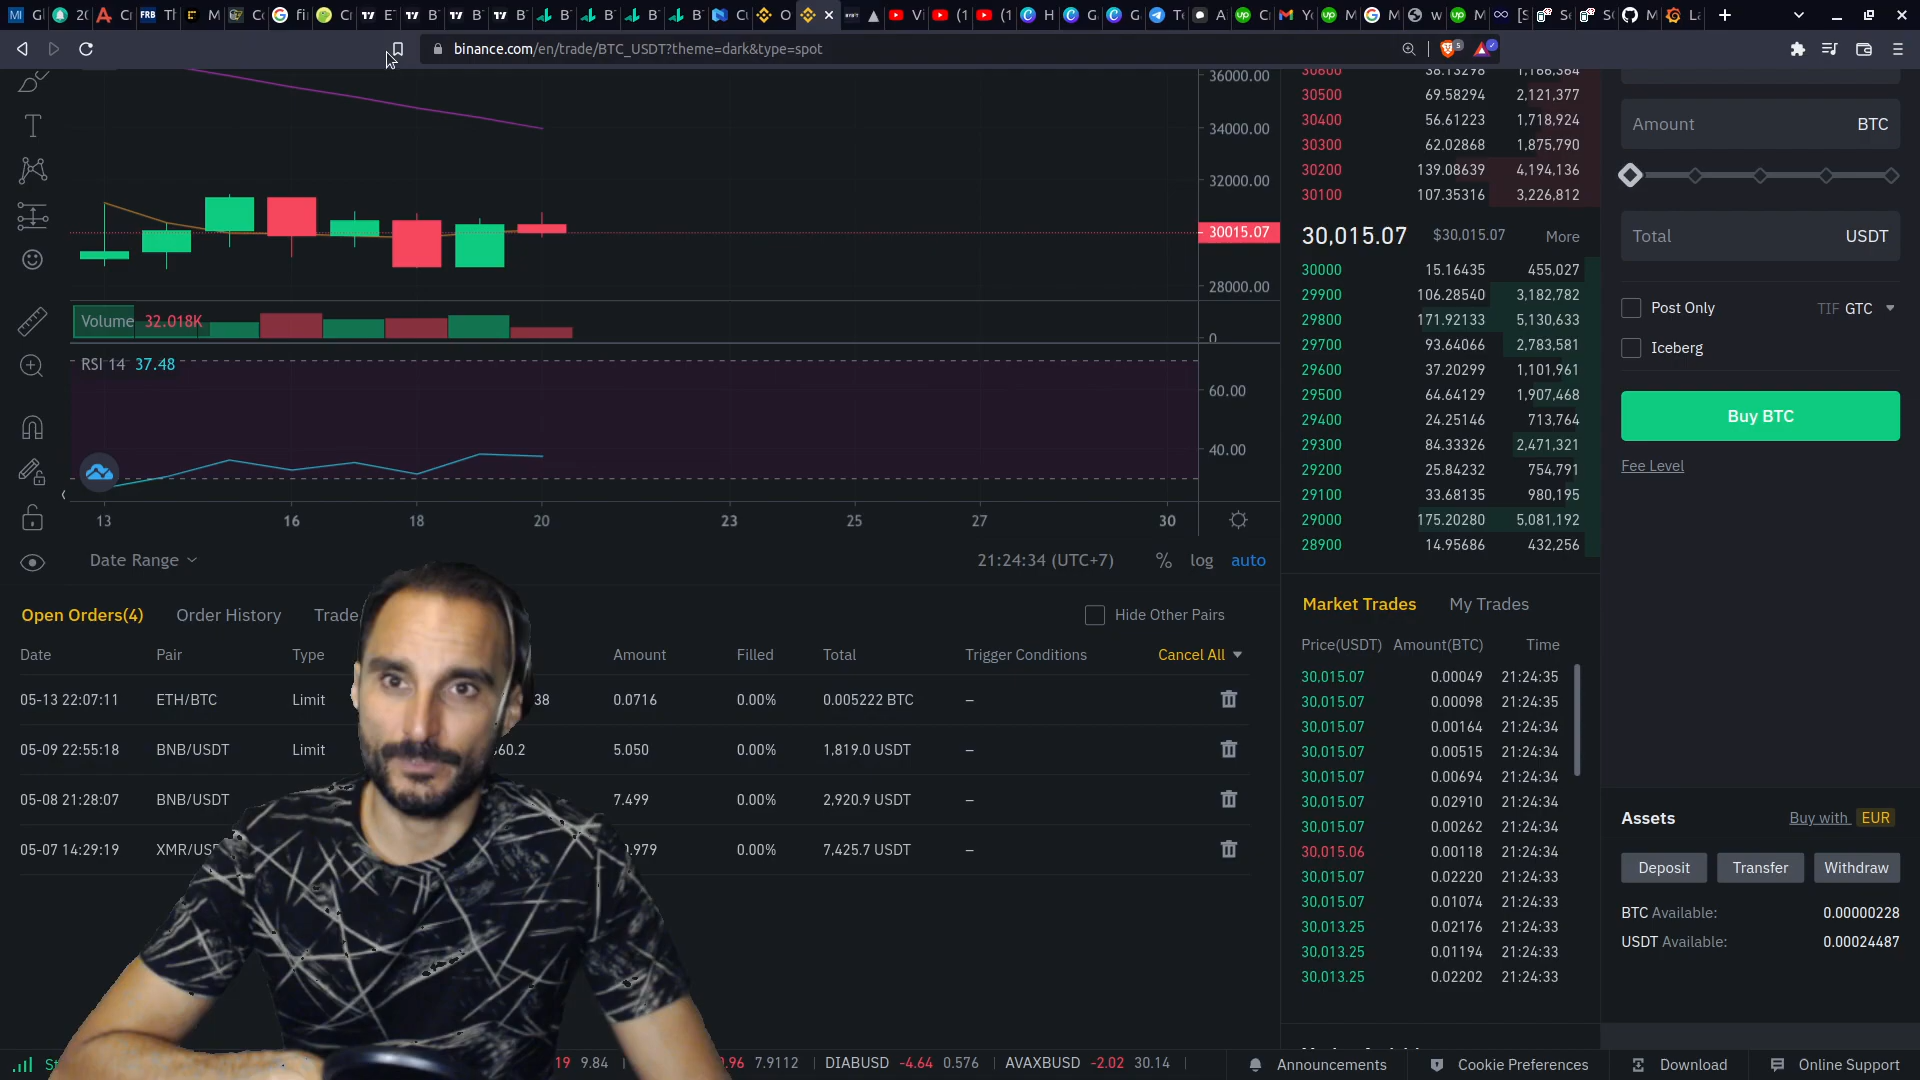 binance.com/en/trade/BTC_USDT?theme=dark&type=spot
36000.00
34000.00
32000.00
30015.07
28000.00
0
Volume 32.018K
RSI 14 37.48
60.00
40.00
13 16 18 20 23 25 27 30
Date Range
21:24:34 (UTC+7) % log auto
30600 38.13298 1,166,364
30500 69.58294 2,121,377
30400 56.61223 1,718,924
30300 62.02868 1,875,790
30200 139.08639 4,194,136
30100 107.35316 3,226,812
30,015.07 $30,015.07 More
30000 15.16435 455,027
29900 106.28540 3,182,782
29800 171.92133 5,130,633
29700 93.64066 2,783,581
29600 37.20299 1,101,961
29500 64.64129 1,907,468
29400 24.25146 713,764
29300 84.33326 2,471,321
29200 25.84232 754,791
29100 33.68135 980,195
29000 175.20280 5,081,192
28900 14.95686 432,256
Amount BTC
Total USDT
Post Only TIF GTC
Iceberg
Buy BTC
Fee Level
Open Orders(4) Order History Trade
Hide Other Pairs
Date Pair Type Amount Filled Total Trigger Conditions Cancel All
05-13 22:07:11 ETH/BTC Limit 38 0.0716 0.00% 0.005222 BTC –
05-09 22:55:18 BNB/USDT Limit 60.2 5.050 0.00% 1,819.0 USDT –
05-08 21:28:07 BNB/USDT 7.499 0.00% 2,920.9 USDT –
05-07 14:29:19 XMR/US .979 0.00% 7,425.7 USDT –
Market Trades My Trades
Price(USDT) Amount(BTC) Time
30,015.07 0.00049 21:24:35
30,015.07 0.00098 21:24:35
30,015.07 0.00164 21:24:34
30,015.07 0.00515 21:24:34
30,015.07 0.00694 21:24:34
30,015.07 0.02910 21:24:34
30,015.07 0.00262 21:24:34
30,015.06 0.00118 21:24:34
30,015.07 0.02220 21:24:33
30,015.07 0.01074 21:24:33
30,013.25 0.02176 21:24:33
30,013.25 0.01194 21:24:33
30,013.25 0.02202 21:24:33
Assets Buy with EUR
Deposit Transfer Withdraw
BTC Available: 0.00000228
USDT Available: 0.00024487
19 9.84 0.96 7.9112 DIABUSD -4.64 0.576 AVAXBUSD -2.02 30.14
Announcements Cookie Preferences Download Online Support